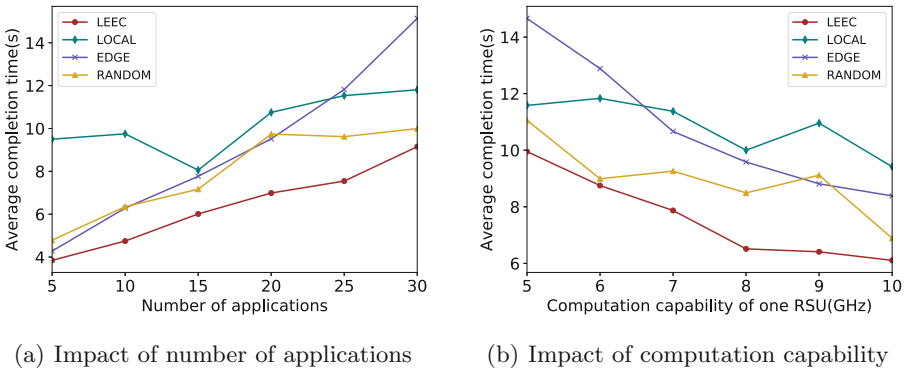 LEEC
LOCAL
EDGE
RANDOM
14
12
10
8
6
4
5
10
15
20
25
30
Average completion time(s)
Number of applications
(a) Impact of number of applications
LEEC
LOCAL
EDGE
RANDOM
14
12
10
8
6
5
6
7
8
9
10
Average completion time(s)
Computation capability of one RSU(GHz)
(b) Impact of computation capability